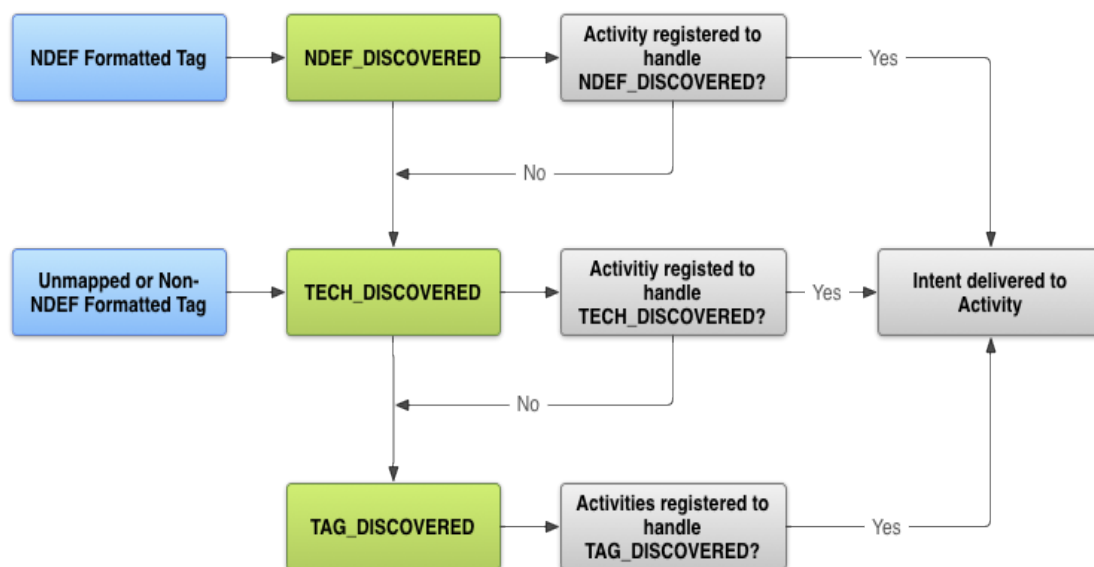 NDEF Formatted Tag
NDEF_DISCOVERED
Activity registered to
handle
NDEF_DISCOVERED?
Yes
No
Unmapped or Non-
NDEF Formatted Tag
TECH_DISCOVERED
Activitiy registed to
handle
TECH_DISCOVERED?
Yes
Intent delivered to
Activity
No
TAG_DISCOVERED
Activities registered to
handle
TAG_DISCOVERED?
Yes